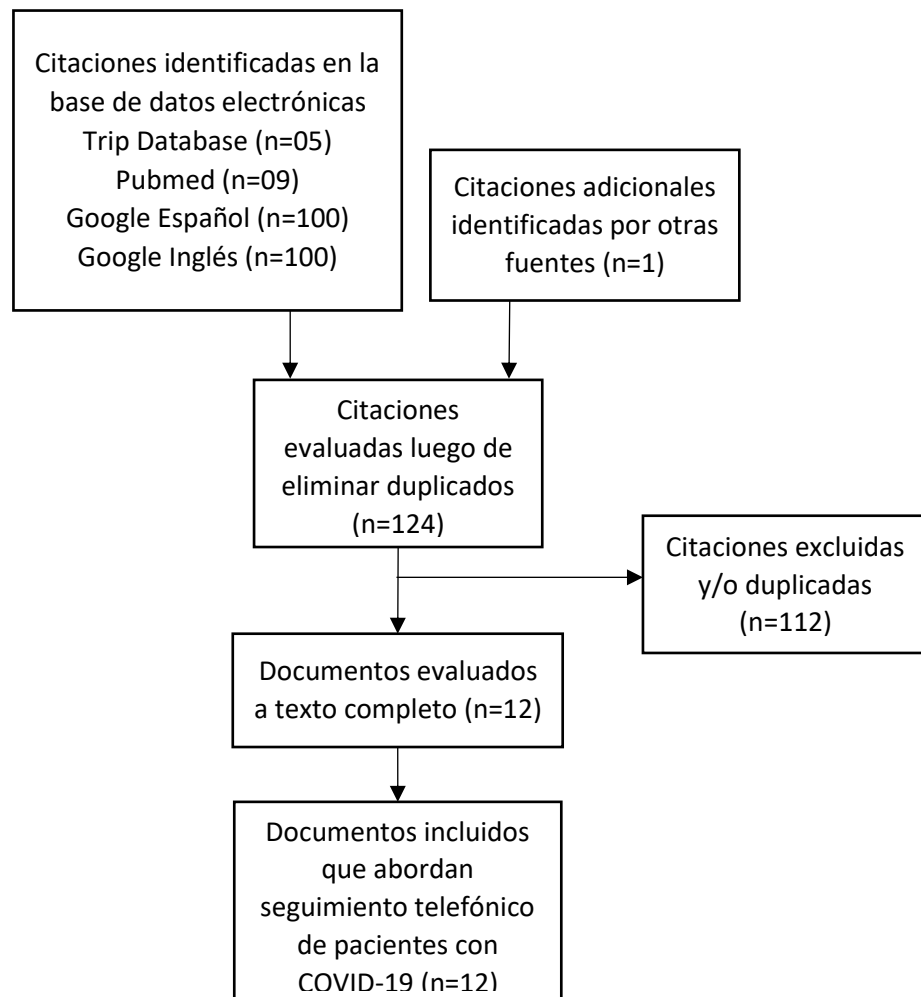 Citaciones identificadas en la
base de datos electrónicas
Trip Database (n=05)
Pubmed (n=09)
Google Español (n=100)
Google Inglés (n=100)
Citaciones adicionales
identificadas por otras
fuentes (n=1)
Citaciones
evaluadas luego de
eliminar duplicados
(n=124)
Citaciones excluidas
y/o duplicadas
(n=112)
Documentos evaluados
a texto completo (n=12)
Documentos incluidos
que abordan
seguimiento telefónico
de pacientes con
COVID-19 (n=12)